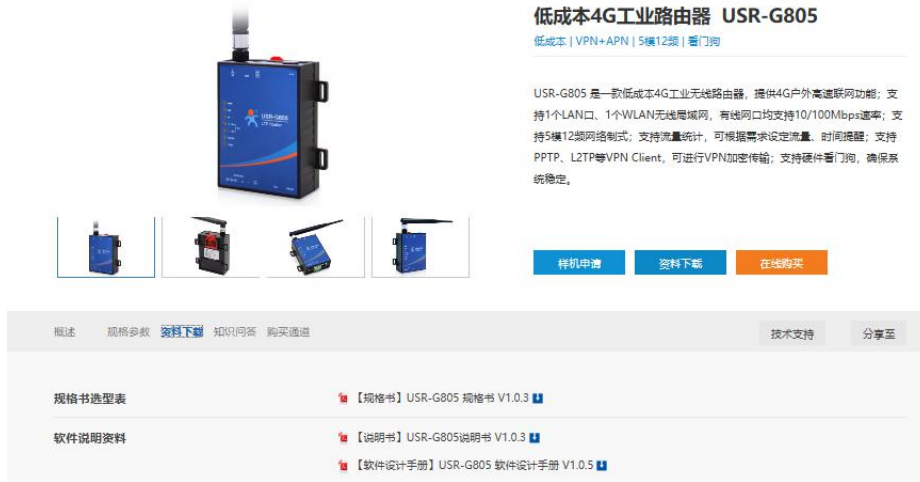 低成本4G工业路由器 USR-G805
低成本 | VPN+APN | 5模12频 | 看门狗
USR-G805 是一款低成本4G工业无线路由器，提供4G户外高速联网功能；支
持1个LAN口、1个WLAN无线局域网，有线网口均支持10/100Mbps速率；支
持5模12频网络制式；支持流量统计，可根据需求设定流量、时间提醒；支持
PPTP、L2TP等VPN Client，可进行VPN加密传输；支持硬件看门狗，确保系
统稳定。
USR-G805
样机申请 资料下载 在线购买
概述 规格参数 资料下载 知识问答 购买通道 技术支持 分享至
规格书选型表 【规格书】USR-G805 规格书 V1.0.3
软件说明资料 【说明书】USR-G805说明书 V1.0.3
【软件设计手册】USR-G805 软件设计手册 V1.0.5